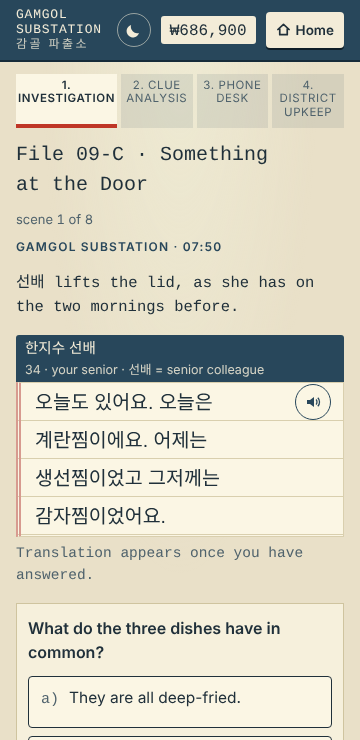 GAMGOL
SUBSTATION
감골 파출소
₩686,900
Home
1.
INVESTIGATION
2. CLUE
ANALYSIS
3. PHONE
DESK
4.
DISTRICT
UPKEEP
File 09-C · Something
at the Door
scene 1 of 8
GAMGOL SUBSTATION · 07:50
선배 lifts the lid, as she has on
the two mornings before.
한지수 선배
34 · your senior · 선배 = senior colleague
오늘도 있어요. 오늘은
계란찜이에요. 어제는
생선찜이었고 그저께는
감자찜이었어요.
Translation appears once you have
answered.
What do the three dishes have in
common?
a) They are all deep-fried.